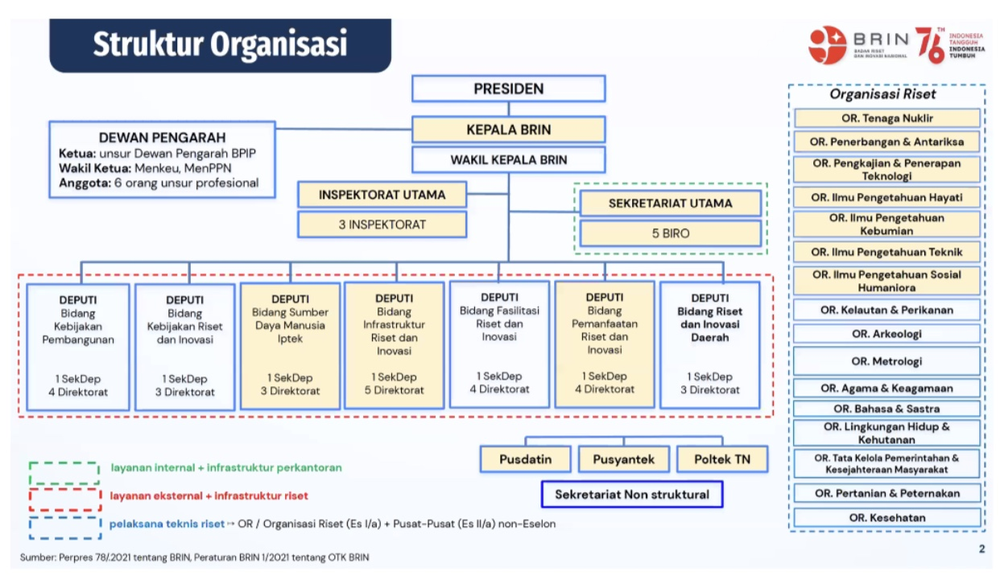 Struktur Organisasi
BRIN
BADAN RISET
DAN INOVASI NASIONAL
76
TH
INDONESIA
TANGGUH
INDONESIA
TUMBUH
PRESIDEN
KEPALA BRIN
WAKIL KEPALA BRIN
DEWAN PENGARAH
Ketua: unsur Dewan Pengarah BPIP
Wakil Ketua: Menkeu, MenPPN
Anggota: 6 orang unsur profesional
INSPEKTORAT UTAMA
3 INSPEKTORAT
SEKRETARIAT UTAMA
5 BIRO
DEPUTI
Bidang
Kebijakan
Pembangunan
1 SekDep
4 Direktorat
DEPUTI
Bidang
Kebijakan Riset
dan Inovasi
1 SekDep
3 Direktorat
DEPUTI
Bidang Sumber
Daya Manusia
Iptek
1 SekDep
3 Direktorat
DEPUTI
Bidang
Infrastruktur
Riset dan
Inovasi
1 SekDep
5 Direktorat
DEPUTI
Bidang Fasilitasi
Riset dan
Inovasi
1 SekDep
4 Direktorat
DEPUTI
Bidang
Pemanfaatan
Riset dan
Inovasi
1 SekDep
4 Direktorat
DEPUTI
Bidang Riset
dan Inovasi
Daerah
1 SekDep
3 Direktorat
Pusdatin
Pusyantek
Poltek TN
Sekretariat Non struktural
layanan internal + infrastruktur perkantoran
layanan eksternal + infrastruktur riset
pelaksana teknis riset → OR / Organisasi Riset (Es I/a) + Pusat-Pusat (Es II/a) non-Eselon
Sumber: Perpres 78/.2021 tentang BRIN, Peraturan BRIN 1/2021 tentang OTK BRIN
Organisasi Riset
OR. Tenaga Nuklir
OR. Penerbangan & Antariksa
OR. Pengkajian & Penerapan
Teknologi
OR. Ilmu Pengetahuan Hayati
OR. Ilmu Pengetahuan
Kebumian
OR. Ilmu Pengetahuan Teknik
OR. Ilmu Pengetahuan Sosial
Humaniora
OR. Kelautan & Perikanan
OR. Arkeologi
OR. Metrologi
OR. Agama & Keagamaan
OR. Bahasa & Sastra
OR. Lingkungan Hidup &
Kehutanan
OR. Tata Kelola Pemerintahan &
Kesejahteraan Masyarakat
OR. Pertanian & Peternakan
OR. Kesehatan
2